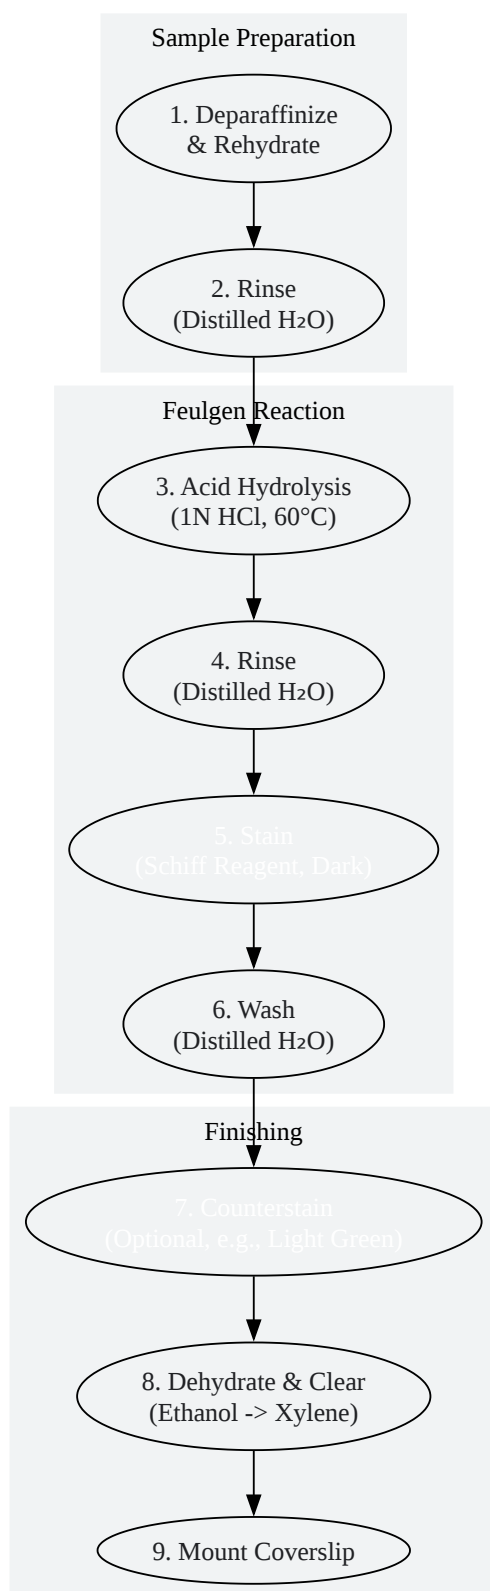 Sample Preparation
1. Deparaffinize
& Rehydrate
2. Rinse
(Distilled H₂O)
Feulgen Reaction
3. Acid Hydrolysis
(1N HCl, 60°C)
4. Rinse
(Distilled H₂O)
5. Stain
(Schiff Reagent, Dark)
6. Wash
(Distilled H₂O)
Finishing
7. Counterstain
(Optional, e.g., Light Green)
8. Dehydrate & Clear
(Ethanol -> Xylene)
9. Mount Coverslip